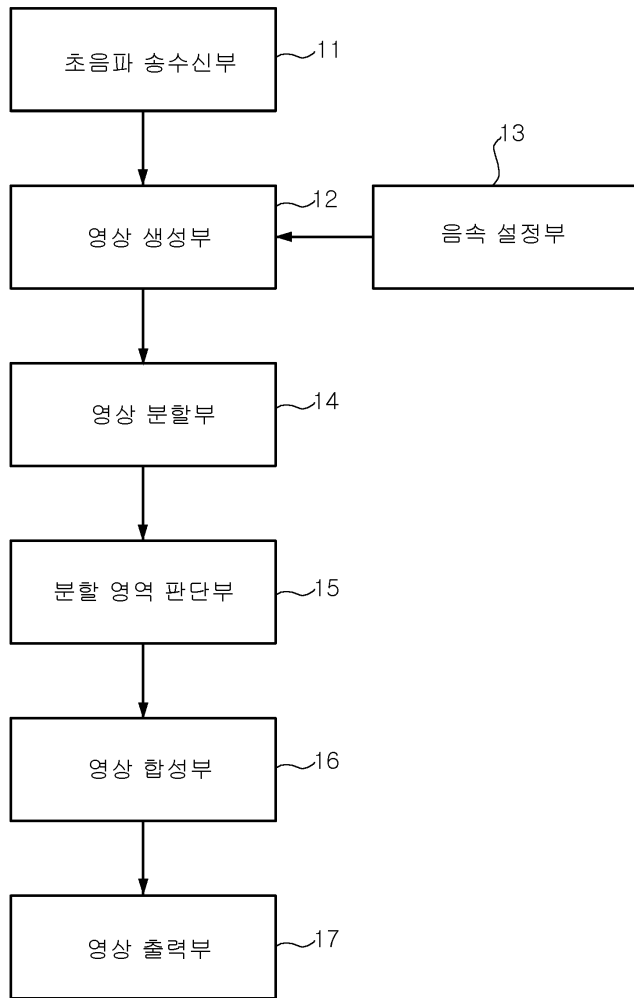 초음파 송수신부
11
13
12
영상 생성부
음속 설정부
영상 분할부
14
분할 영역 판단부
15
영상 합성부
16
영상 출력부
17